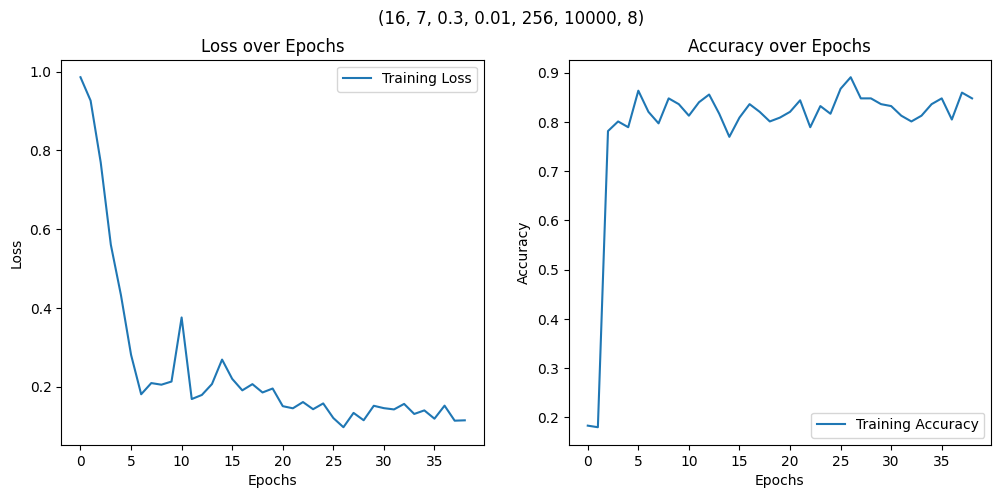 (16, 7, 0.3, 0.01, 256, 10000, 8)
Loss over Epochs
Training Loss
1.0
0.8
0.6
0.4
0.2
Loss
0 5 10 15 20 25 30 35
Epochs
Accuracy over Epochs
Training Accuracy
0.9
0.8
0.7
0.6
0.5
0.4
0.3
0.2
Accuracy
0 5 10 15 20 25 30 35
Epochs